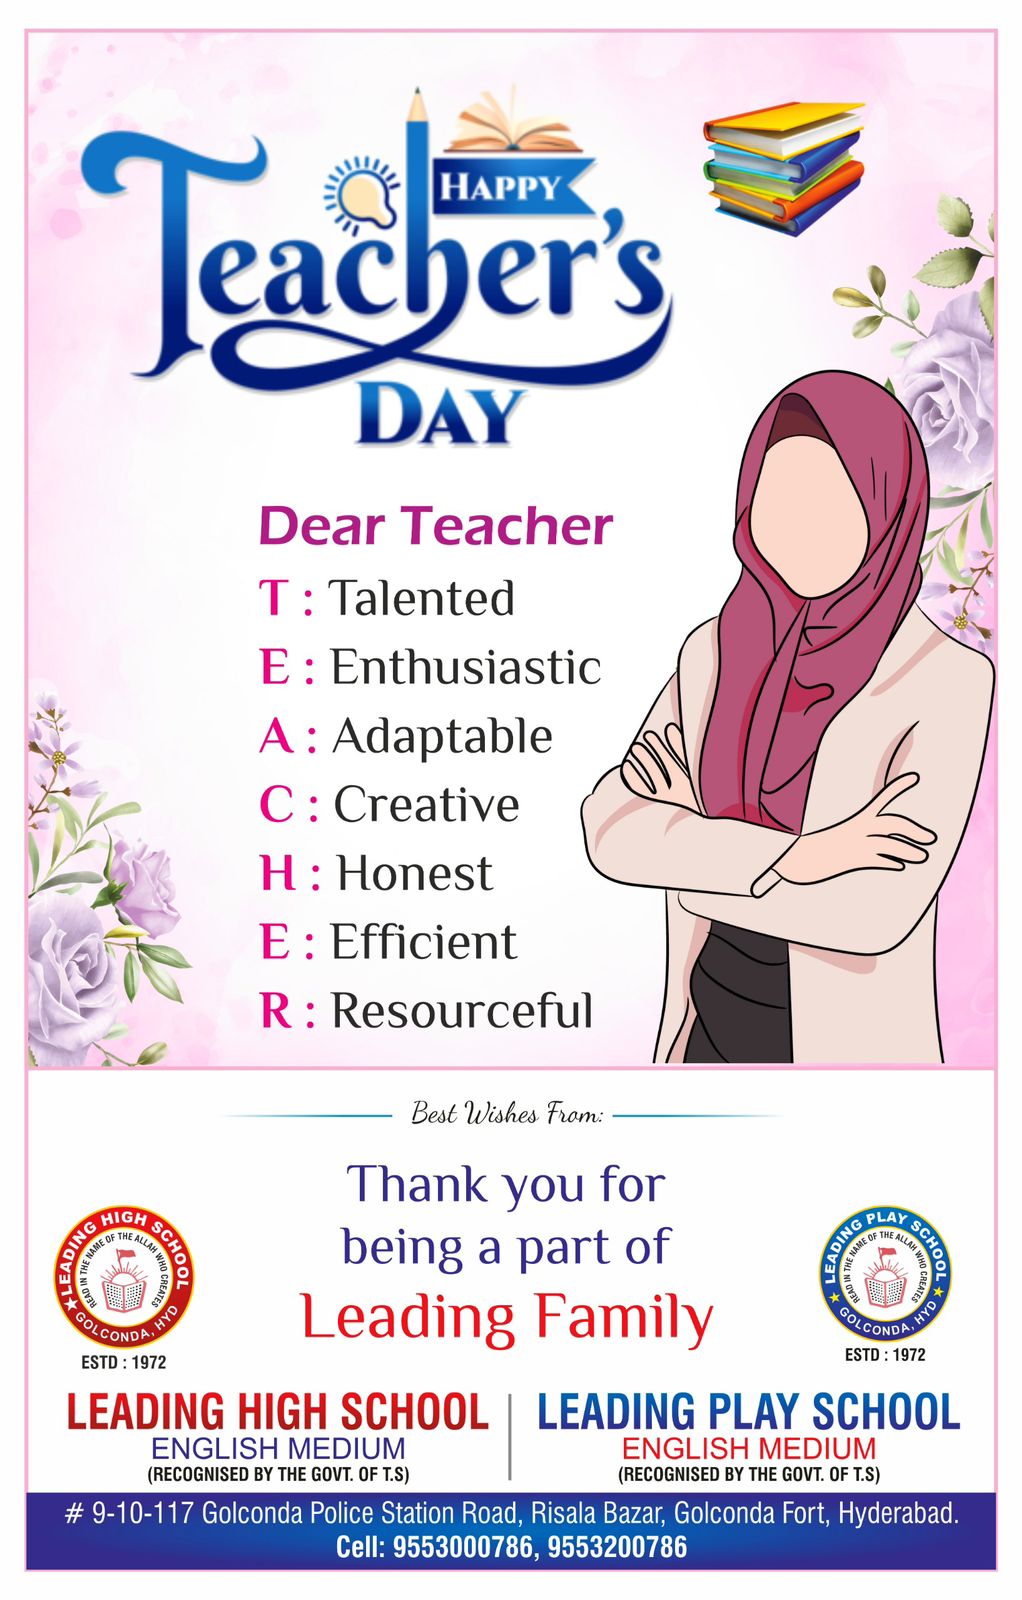 HAPPY
Teacher's
DAY
Dear Teacher
T : Talented
E : Enthusiastic
A : Adaptable
C : Creative
H : Honest
E : Efficient
R : Resourceful
Best Wishes From:
Thank you for
being a part of
Leading Family
LEADING HIGH SCHOOL
READ IN THE NAME OF THE ALLAH WHO CREATES
GOLCONDA, HYD
ESTD : 1972
LEADING PLAY SCHOOL
READ IN THE NAME OF THE ALLAH WHO CREATES
GOLCONDA, HYD
ESTD : 1972
LEADING HIGH SCHOOL
ENGLISH MEDIUM
(RECOGNISED BY THE GOVT. OF T.S)
LEADING PLAY SCHOOL
ENGLISH MEDIUM
(RECOGNISED BY THE GOVT. OF T.S)
# 9-10-117 Golconda Police Station Road, Risala Bazar, Golconda Fort, Hyderabad.
Cell: 9553000786, 9553200786